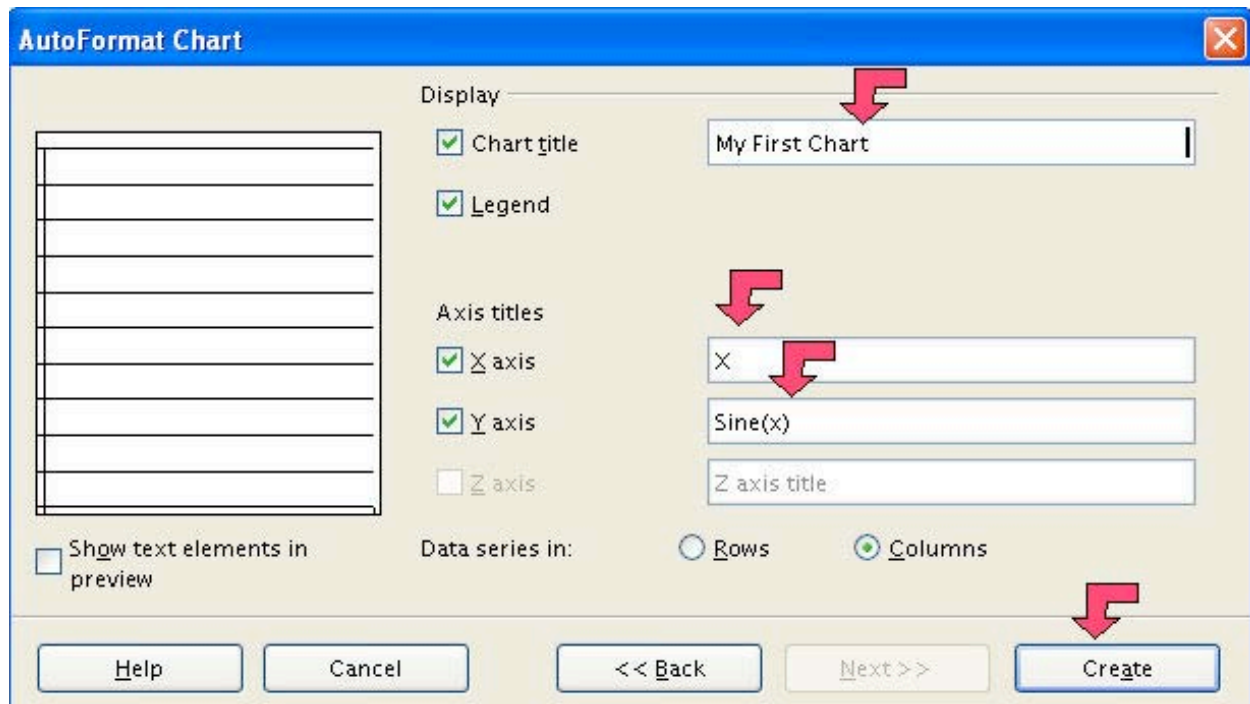 AutoFormat Chart
Display
Chart title
My First Chart
Legend
Axis titles
X axis
X
Y axis
Sine(x)
Z axis
Z axis title
Show text elements in
preview
Data series in:
Rows
Columns
Help
Cancel
<< Back
Next >>
Create